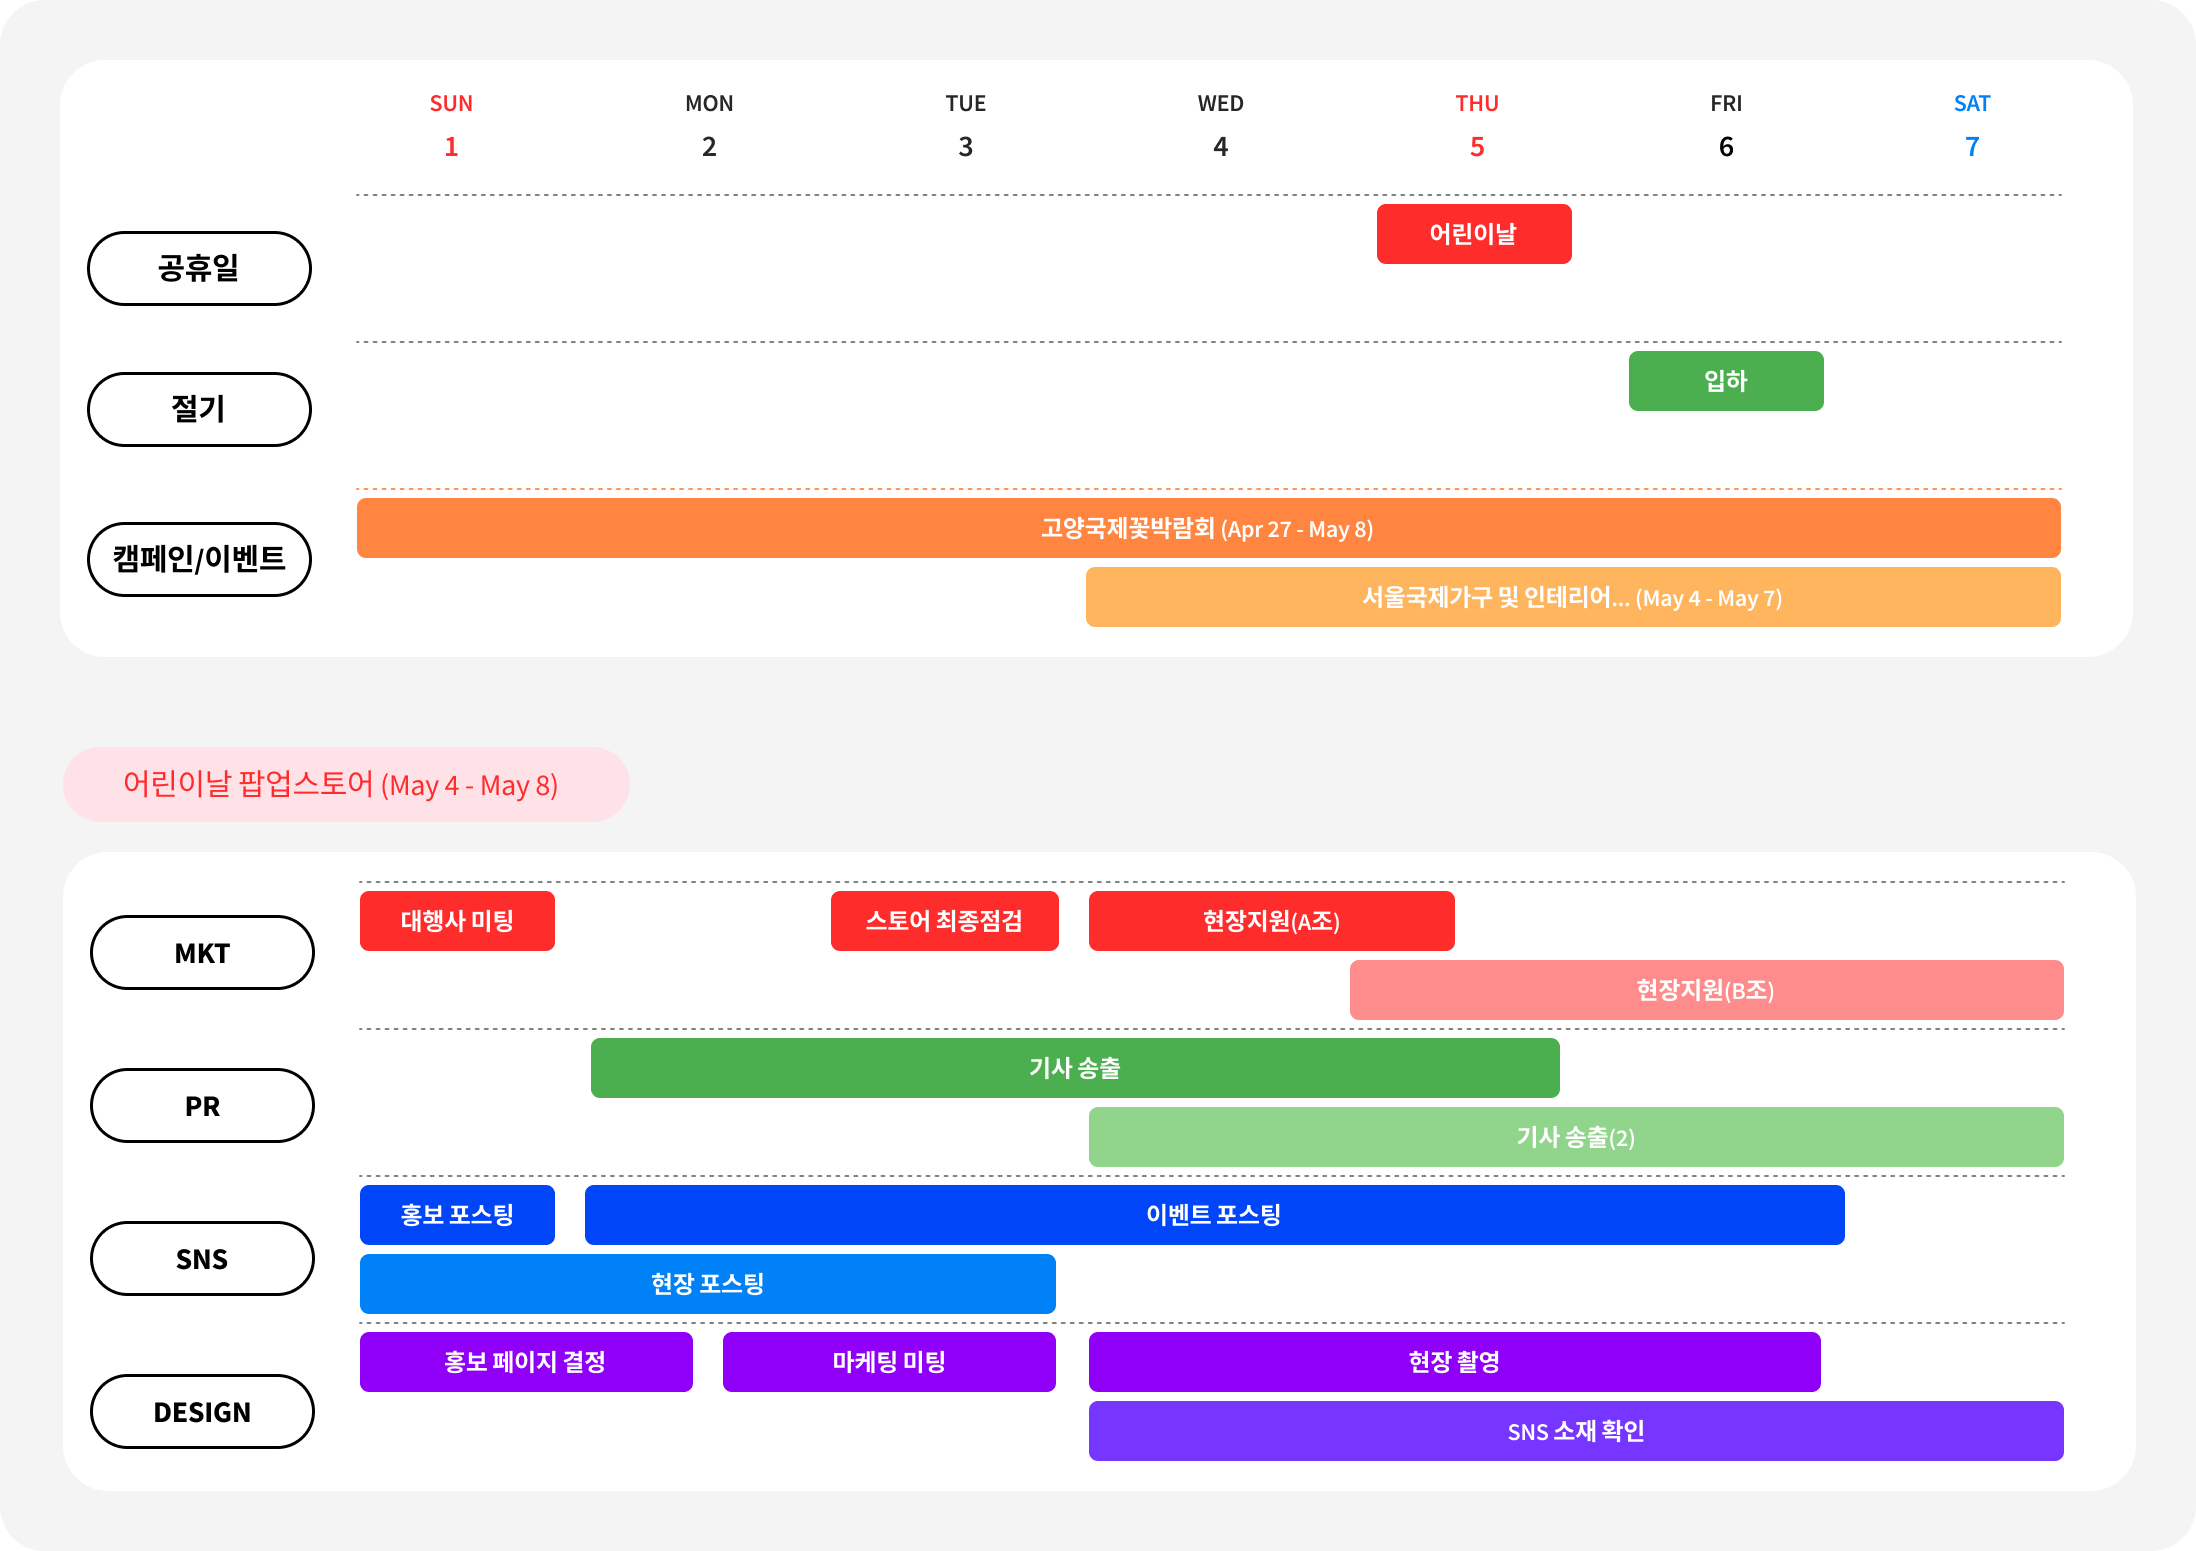 SUN MON TUE WED THU FRI SAT
1 2 3 4 5 6 7
공휴일
어린이날
절기
입하
캠페인/이벤트
고양국제꽃박람회 (Apr 27 - May 8)
서울국제가구 및 인테리어... (May 4 - May 7)
어린이날 팝업스토어 (May 4 - May 8)
MKT
대행사 미팅
스토어 최종점검
현장지원(A조)
현장지원(B조)
PR
기사 송출
기사 송출(2)
SNS
홍보 포스팅
이벤트 포스팅
현장 포스팅
DESIGN
홍보 페이지 결정
마케팅 미팅
현장 촬영
SNS 소재 확인